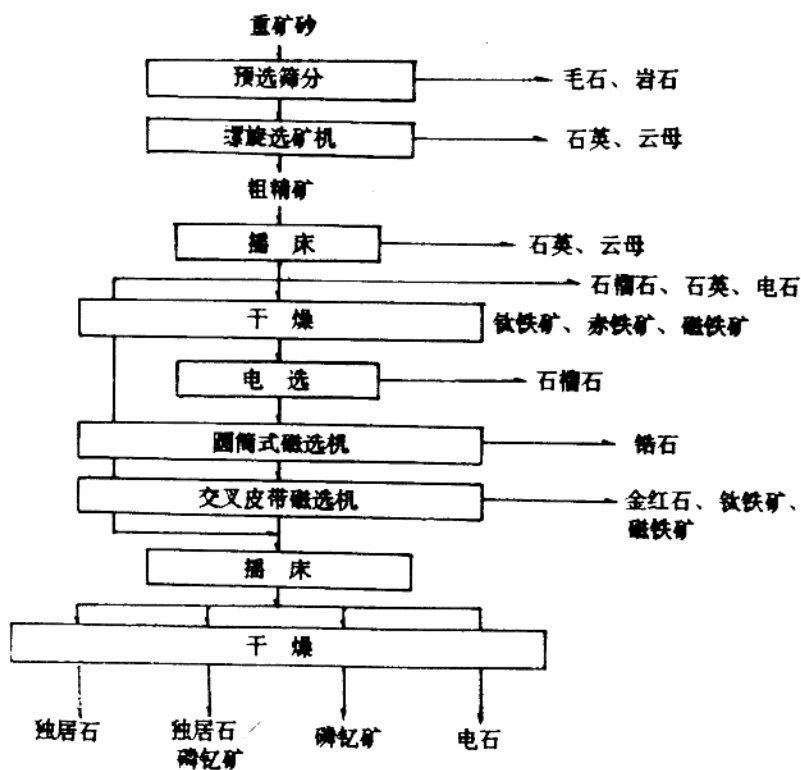 重矿砂
预选筛分
毛石、岩石
螺旋选矿机
石英、云母
粗精矿
摇 床
石英、云母
石榴石、石英、电石
干 燥
钛铁矿、赤铁矿、磁铁矿
电 选
石榴石
圆筒式磁选机
锆石
交叉皮带磁选机
金红石、钛铁矿、
磁铁矿
摇 床
干 燥
独居石
独居石
磷钇矿
磷钇矿
电石